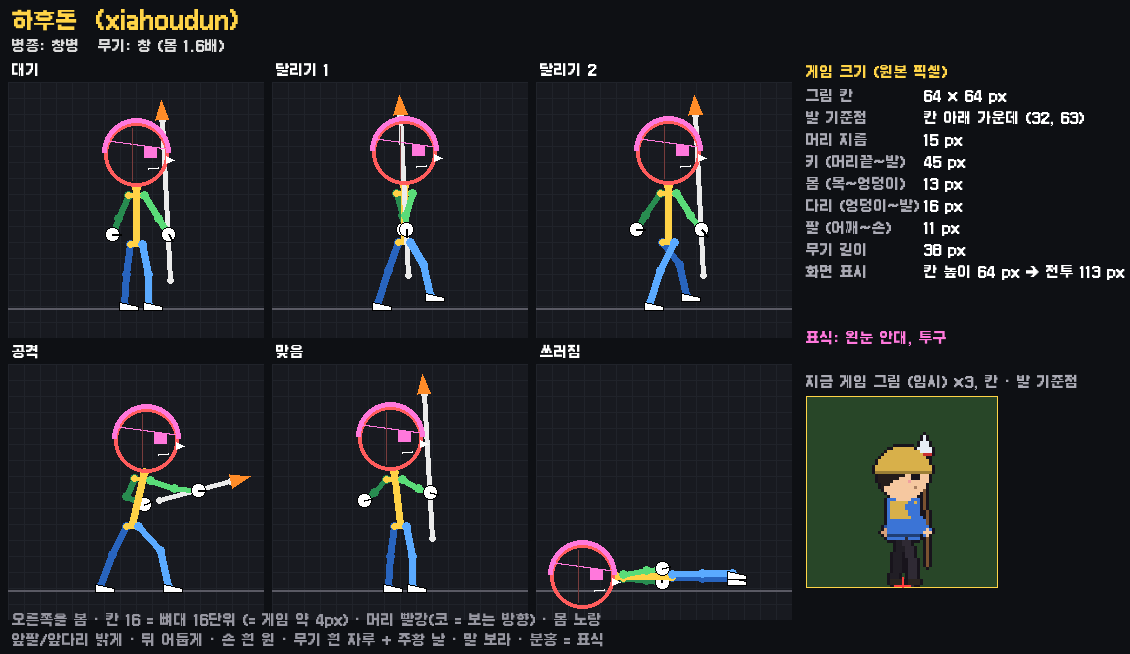 하후돈 (xiahoudun)
병종: 창병 무기: 창 (몸 1.6배)
대기
달리기 1
달리기 2
공격
맞음
쓰러짐
게임 크기 (원본 픽셀)
그림 칸 64 × 64 px
발 기준점 칸 아래 가운데 (32, 63)
머리 지름 15 px
키 (머리끝~발) 45 px
몸 (목~엉덩이) 13 px
다리 (엉덩이~발) 16 px
팔 (어깨~손) 11 px
무기 길이 38 px
화면 표시 칸 높이 64 px → 전투 113 px
표식: 왼눈 안대, 투구
지금 게임 그림 (임시) ×3, 칸 · 발 기준점
오른쪽을 봄 · 칸 16 = 뼈대 16단위 (= 게임 약 4px) · 머리 빨강(코 = 보는 방향) · 몸 노랑
앞팔/앞다리 밝게 · 뒤 어둡게 · 손 흰 원 · 무기 흰 자루 + 주황 날 · 말 보라 · 분홍 = 표식